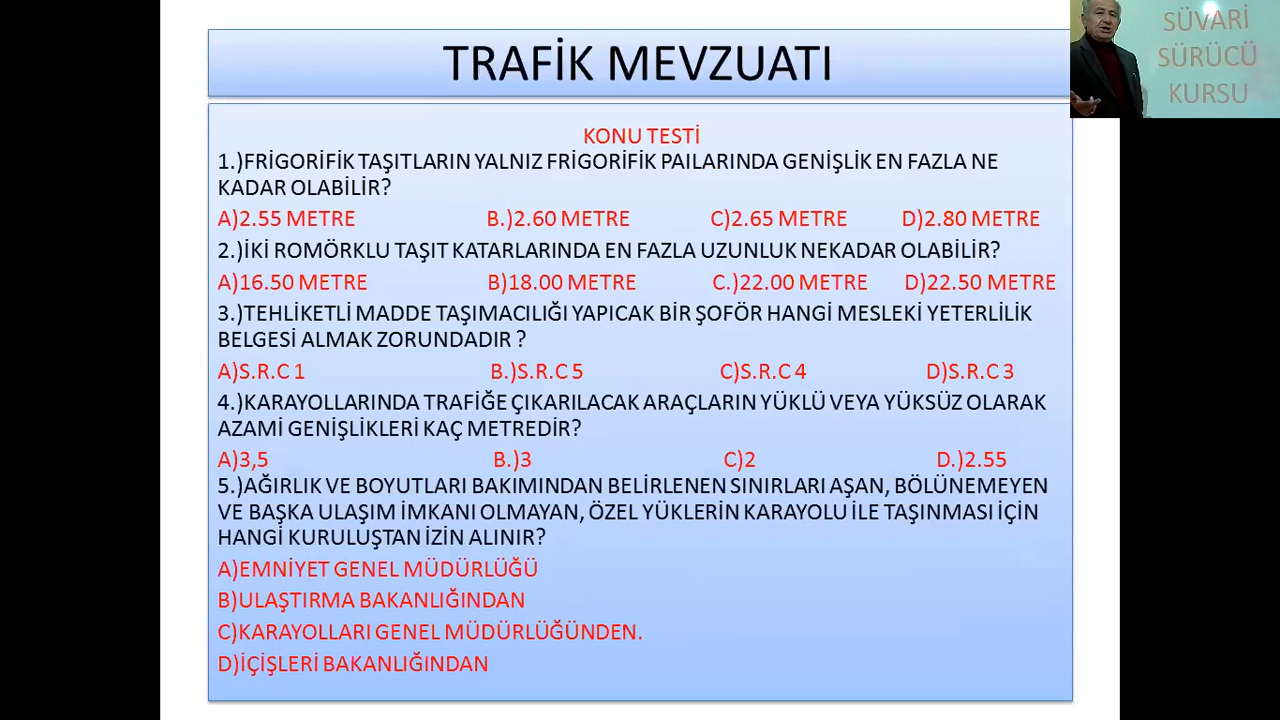 TRAFİK MEVZUATI
SÜVARİ
SÜRÜCÜ
KURSU
KONU TESTİ
1.)FRİGORİFİK TAŞITLARIN YALNIZ FRİGORİFİK PAILARINDA GENİŞLİK EN FAZLA NE
KADAR OLABİLİR?
A)2.55 METRE B.)2.60 METRE C)2.65 METRE D)2.80 METRE
2.)İKİ ROMÖRKLU TAŞIT KATARLARINDA EN FAZLA UZUNLUK NEKADAR OLABİLİR?
A)16.50 METRE B)18.00 METRE C.)22.00 METRE D)22.50 METRE
3.)TEHLİKETLİ MADDE TAŞIMACILIĞI YAPICAK BİR ŞOFÖR HANGİ MESLEKİ YETERLİLİK
BELGESİ ALMAK ZORUNDADIR ?
A)S.R.C 1 B.)S.R.C 5 C)S.R.C 4 D)S.R.C 3
4.)KARAYOLLARINDA TRAFİĞE ÇIKARILACAK ARAÇLARIN YÜKLÜ VEYA YÜKSÜZ OLARAK
AZAMİ GENİŞLİKLERİ KAÇ METREDİR?
A)3,5 B.)3 C)2 D.)2.55
5.)AĞIRLIK VE BOYUTLARI BAKIMINDAN BELİRLENEN SINIRLARI AŞAN, BÖLÜNEMEYEN
VE BAŞKA ULAŞIM İMKANI OLMAYAN, ÖZEL YÜKLERİN KARAYOLU İLE TAŞINMASI İÇİN
HANGİ KURULUŞTAN İZİN ALINIR?
A)EMNİYET GENEL MÜDÜRLÜĞÜ
B)ULAŞTIRMA BAKANLIĞINDAN
C)KARAYOLLARI GENEL MÜDÜRLÜĞÜNDEN.
D)İÇİŞLERİ BAKANLIĞINDAN